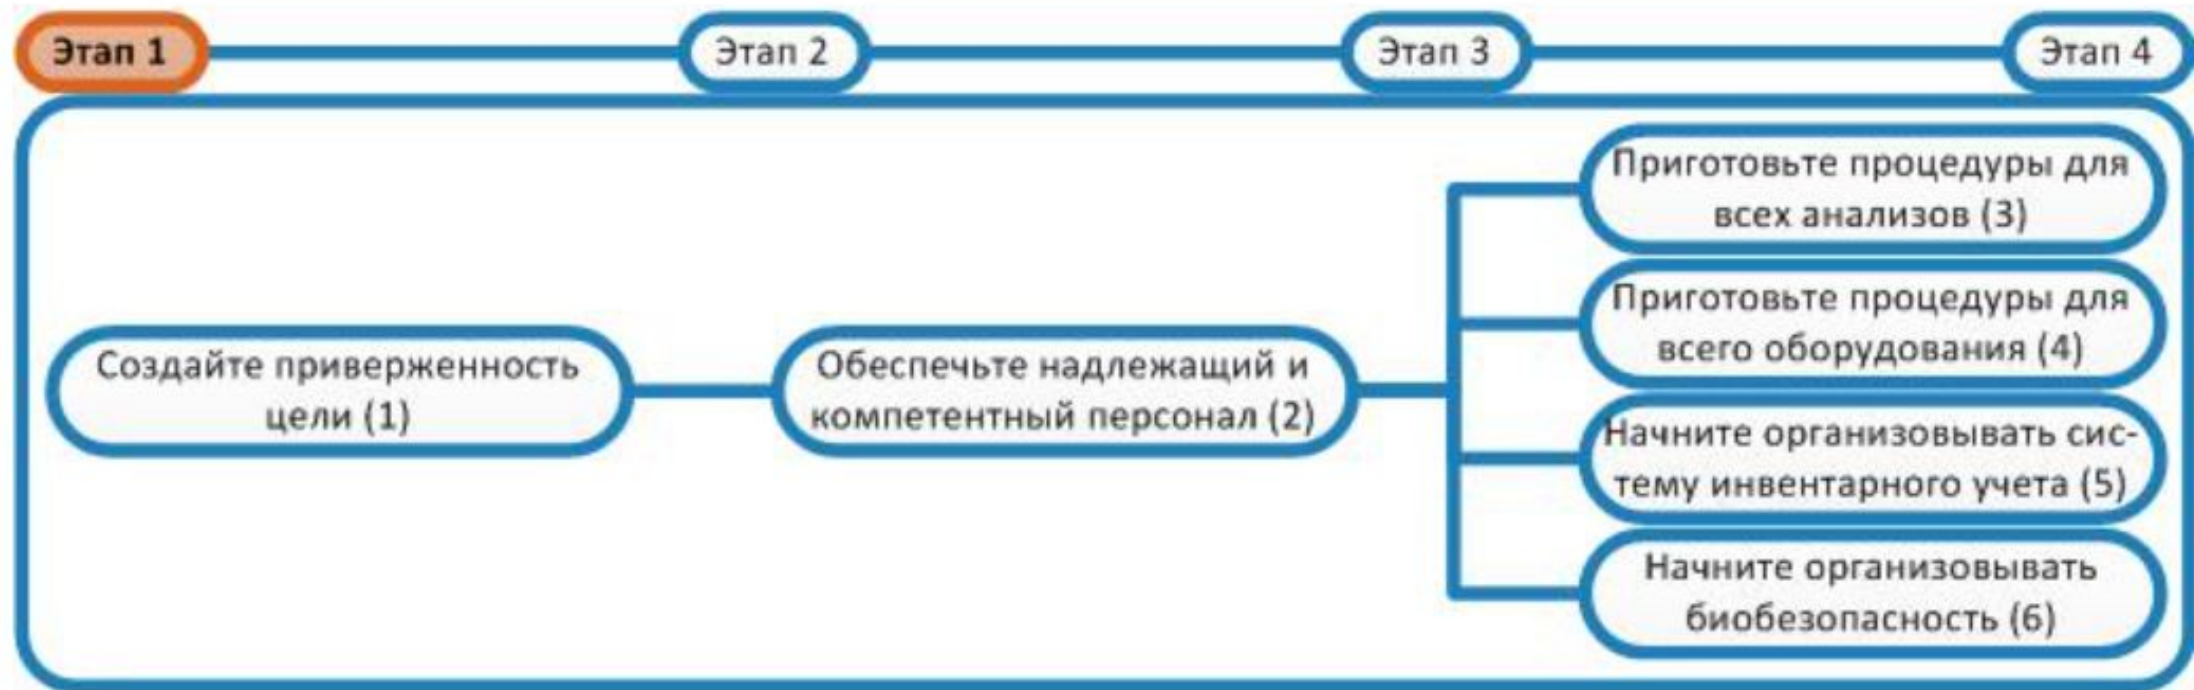 Этап 1
Этап 2
Этап 3
Этап 4
Создайте приверженность
цели (1)
Обеспечьте надлежащий и
компетентный персонал (2)
Приготовьте процедуры для
всех анализов (3)
Приготовьте процедуры для
всего оборудования (4)
Начните организовывать сис-
тему инвентарного учета (5)
Начните организовывать
биобезопасность (6)